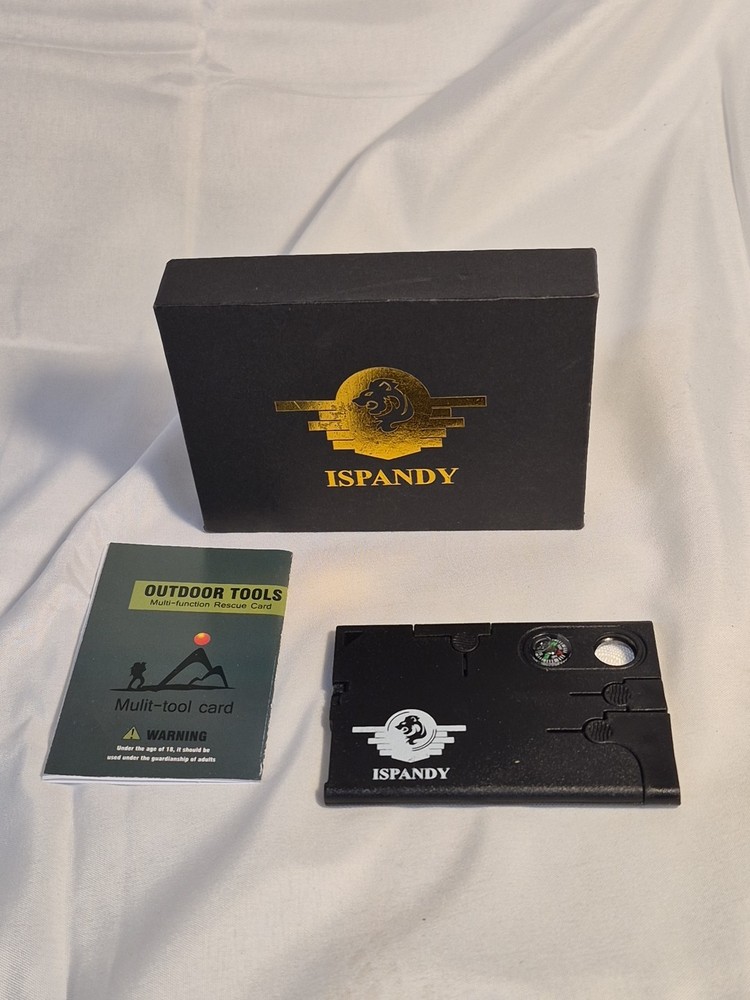 ISPANDY
OUTDOOR TOOLS
Multi-function Rescue Card
Mulit-tool card
WARNING
Under the age of 18, it should be
used under the guardianship of adults
ISPANDY